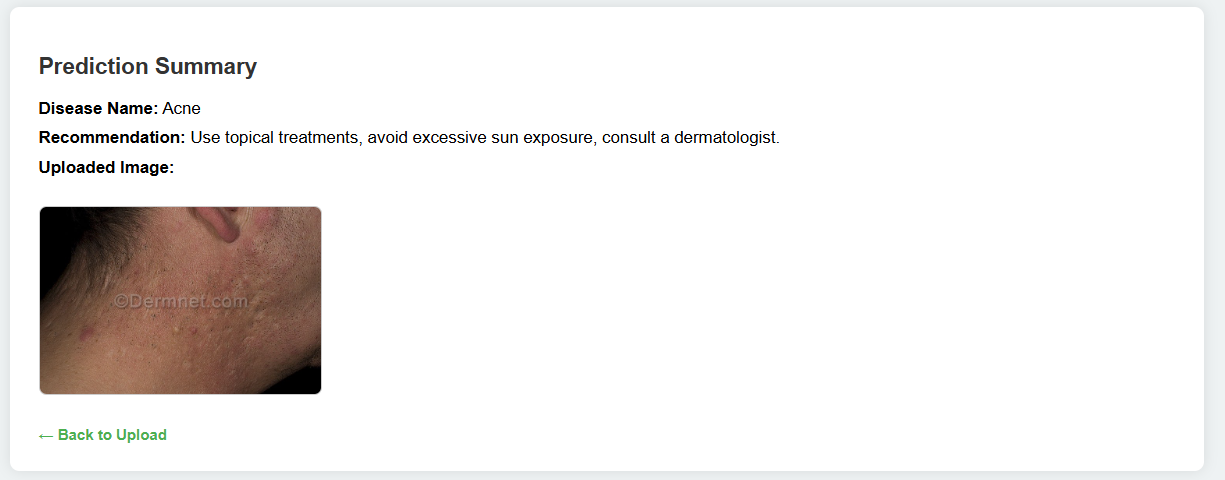 Prediction Summary
Disease Name: Acne
Recommendation: Use topical treatments, avoid excessive sun exposure, consult a dermatologist.
Uploaded Image:
©Dermnet.com
← Back to Upload